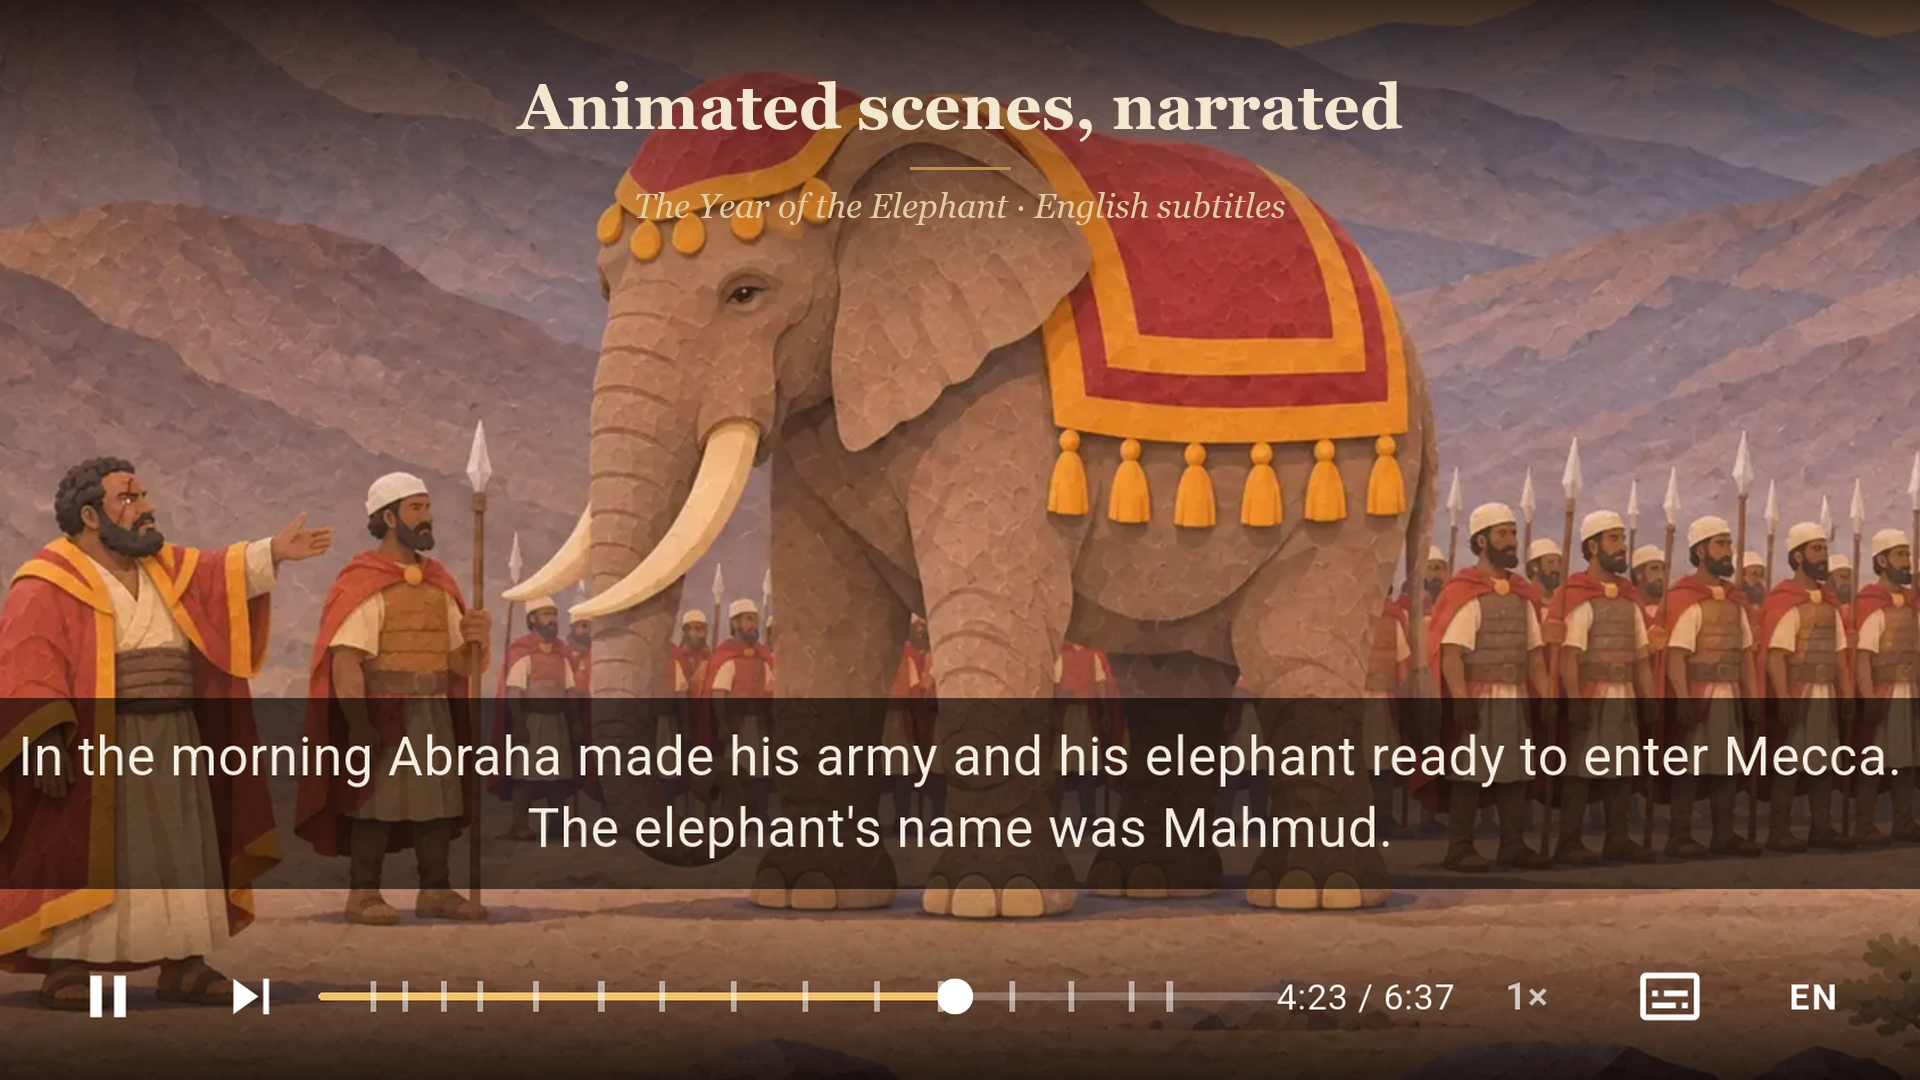 Animated scenes, narrated
The Year of the Elephant · English subtitles
In the morning Abraha made his army and his elephant ready to enter Mecca.
The elephant's name was Mahmud.
4:23 / 6:37 1× EN